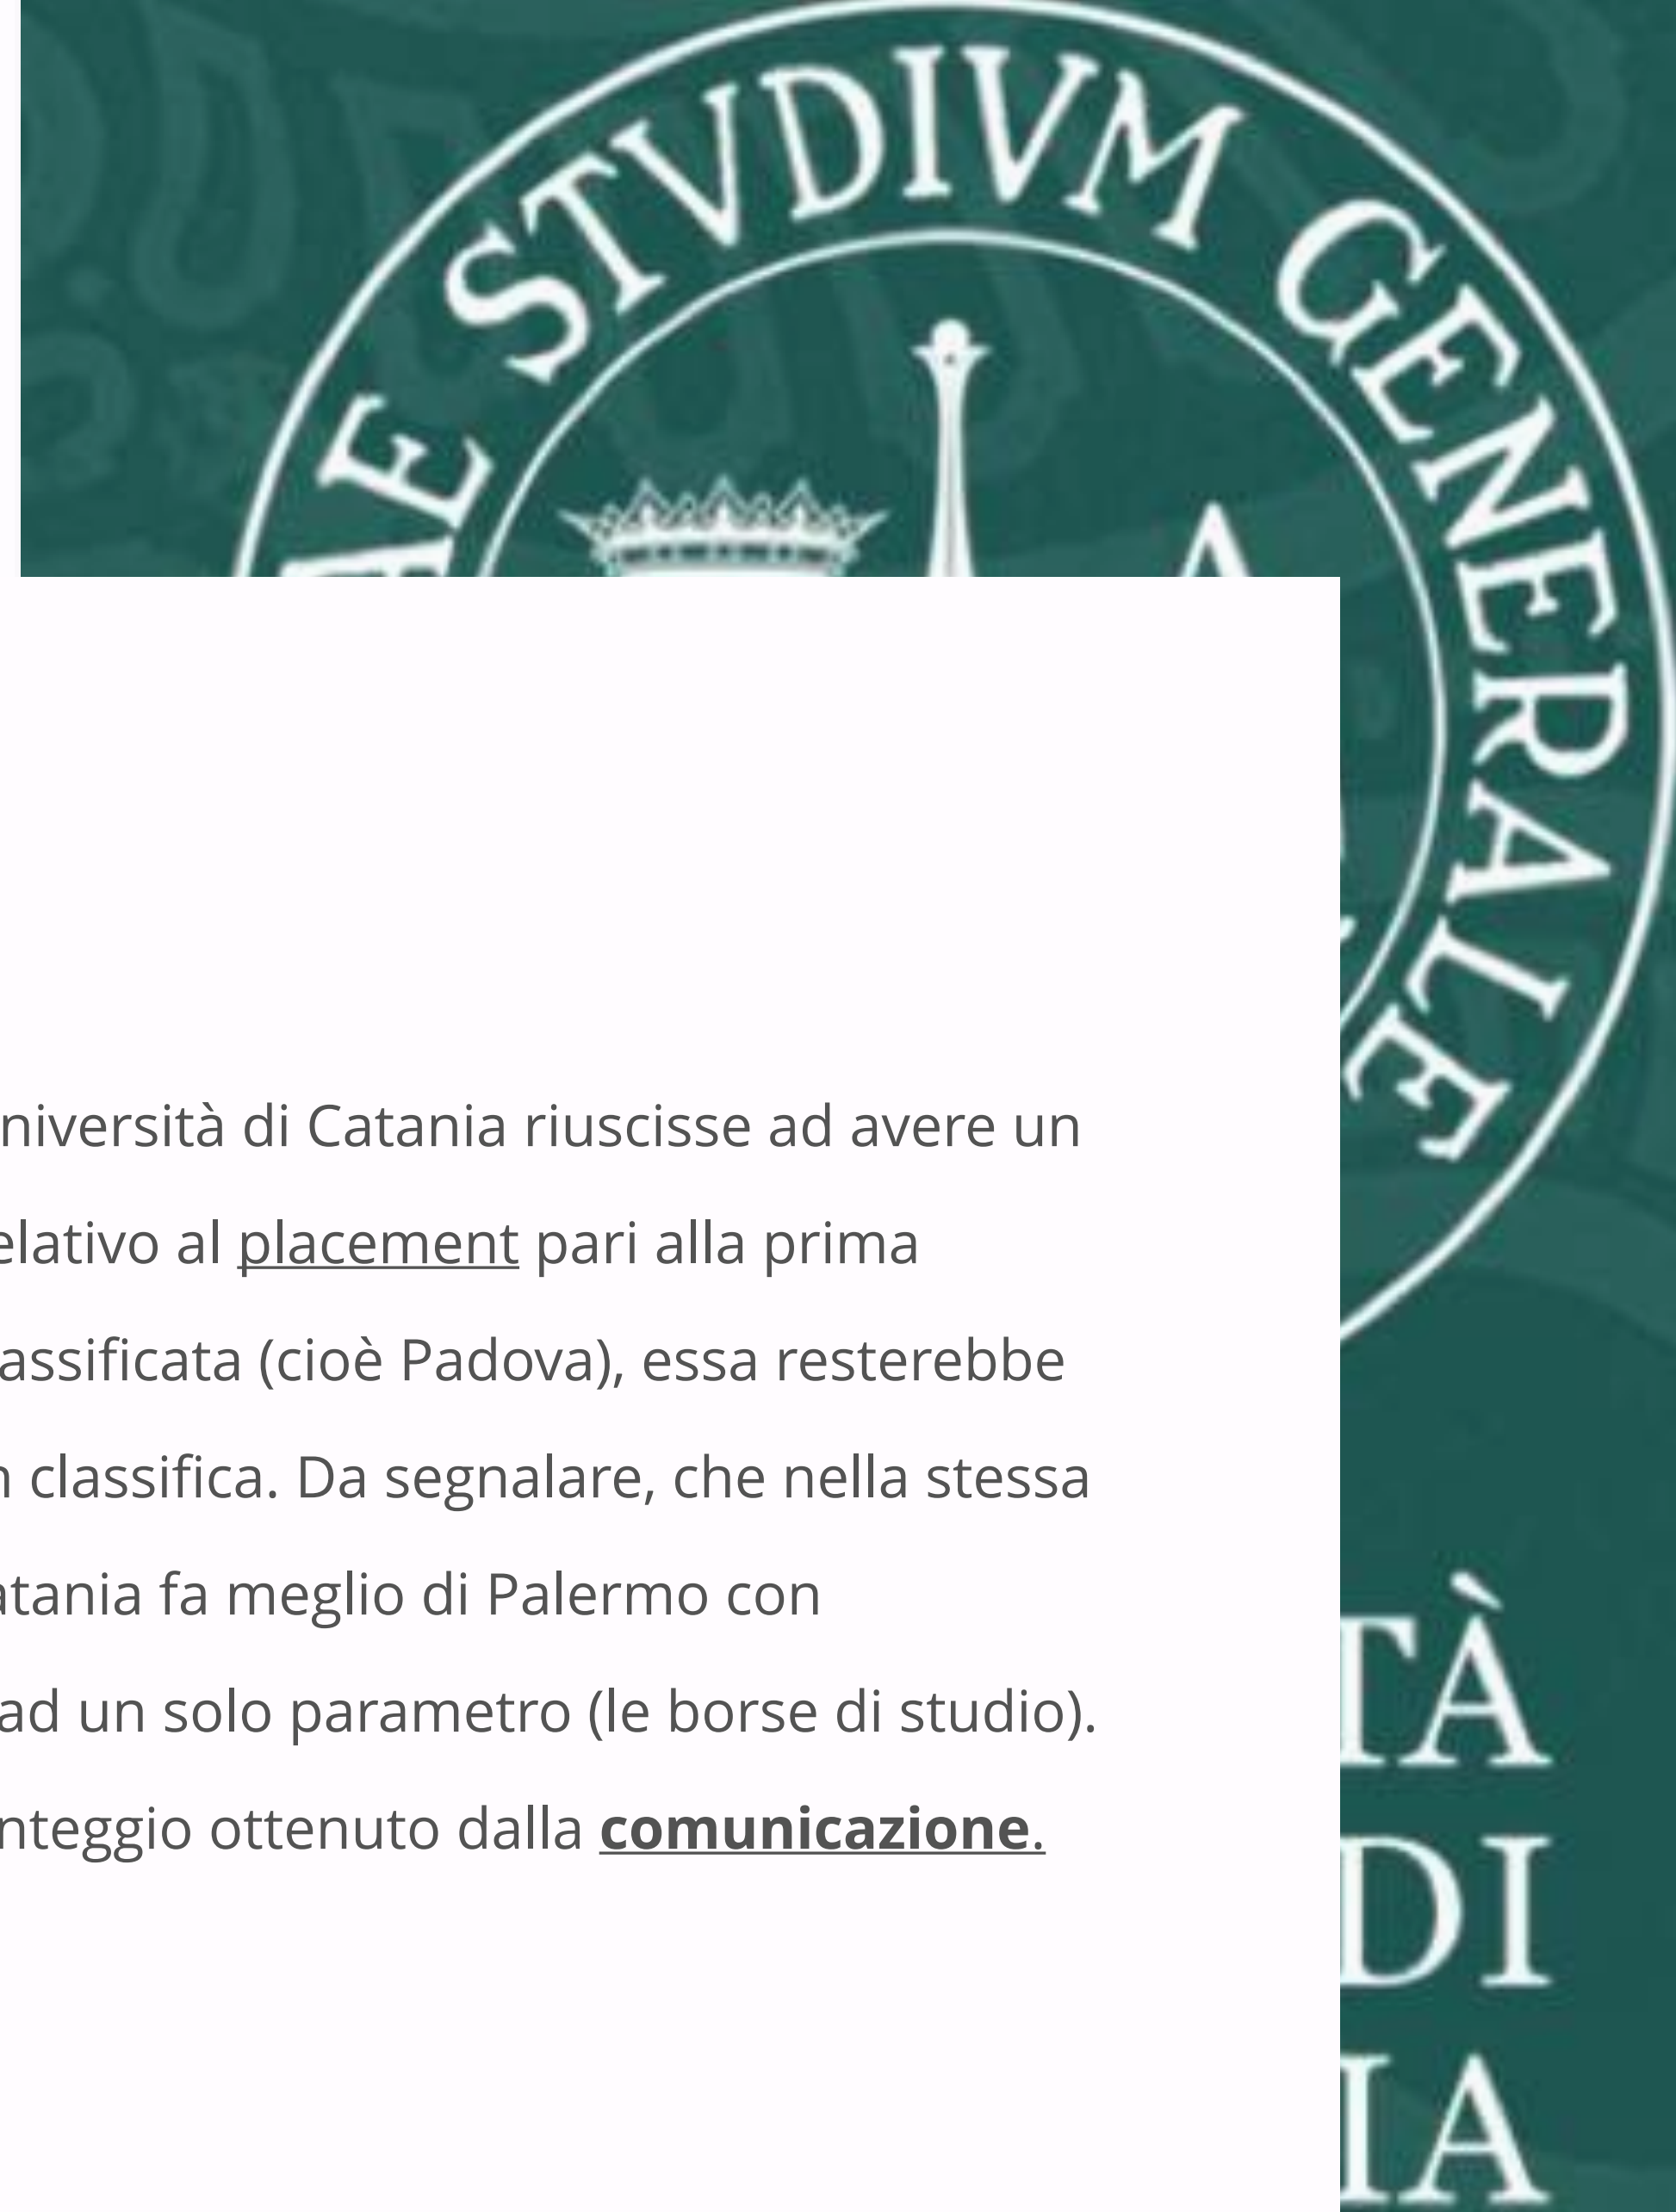 STVDIVM GENERALE
niversità di Catania riuscisse ad avere un
elativo al placement pari alla prima
assificata (cioè Padova), essa resterebbe
classifica. Da segnalare, che nella stessa
atania fa meglio di Palermo con
ad un solo parametro (le borse di studio).
nteggio ottenuto dalla comunicazione.
TÀ
DI
IA